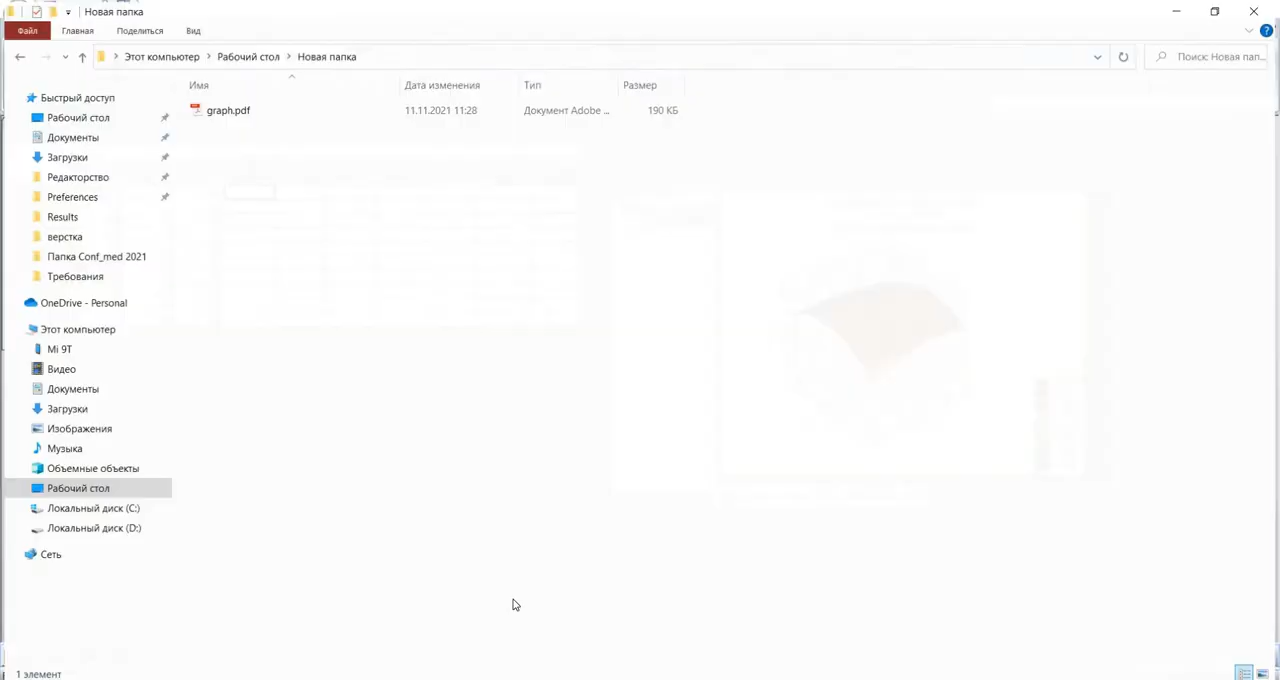 Новая папка
Файл Главная Поделиться Вид
Этот компьютер Рабочий стол Новая папка
Поиск: Новая пап...
Имя Дата изменения Тип Размер
graph.pdf 11.11.2021 11:28 Документ Adobe ... 190 КБ
Быстрый доступ
Рабочий стол
Документы
Загрузки
Редакторство
Preferences
Results
верстка
Папка Conf_med 2021
Требования
OneDrive - Personal
Этот компьютер
Mi 9T
Видео
Документы
Загрузки
Изображения
Музыка
Объемные объекты
Рабочий стол
Локальный диск (C:)
Локальный диск (D:)
Сеть
1 элемент